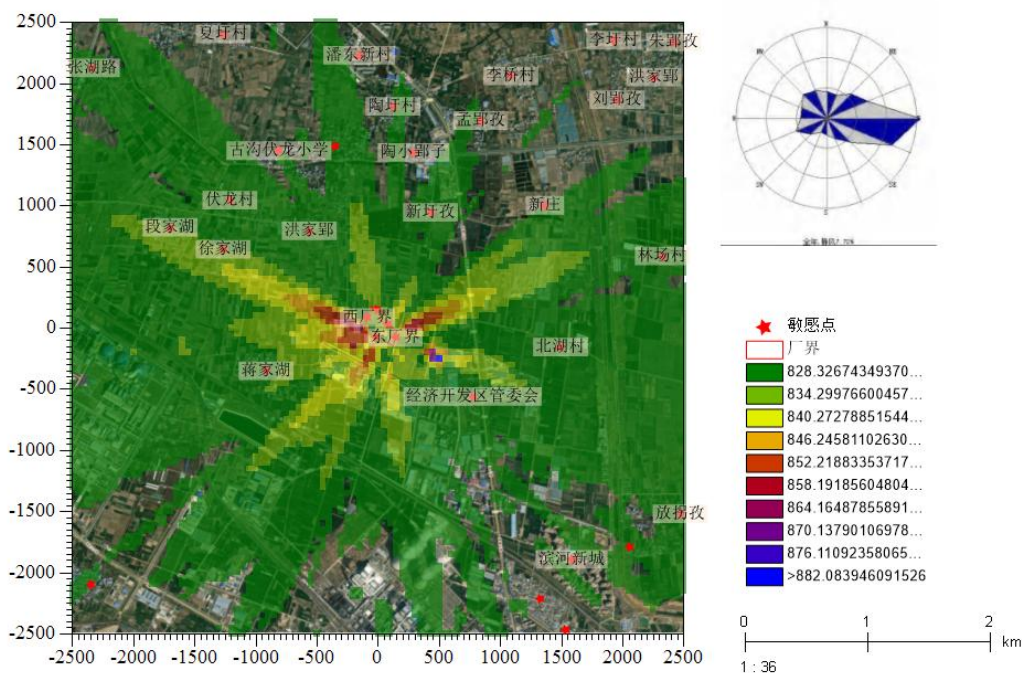 2500
2000
1500
1000
500
0
-500
-1000
-1500
-2000
-2500
-2500
-2000
-1500
-1000
-500
0
500
1000
1500
2000
2500
夏圩村
潘东新村
李圩村
朱郢孜
张湖路
李桥村
洪家郢
陶圩村
刘郢孜
孟郢孜
古沟伏龙小学
陶小郢子
伏龙村
新圩孜
新庄
段家湖
洪家郢
徐家湖
林场村
西厂界
东厂界
北湖村
蒋家湖
经济开发区管委会
放拐孜
滨河新城
敏感点
厂界
828.32674349370...
834.29976600457...
840.27278851544...
846.24581102630...
852.21883353717...
858.19185604804...
864.16487855891...
870.13790106978...
876.11092358065...
>882.083946091526
0
1
2
km
1 : 36